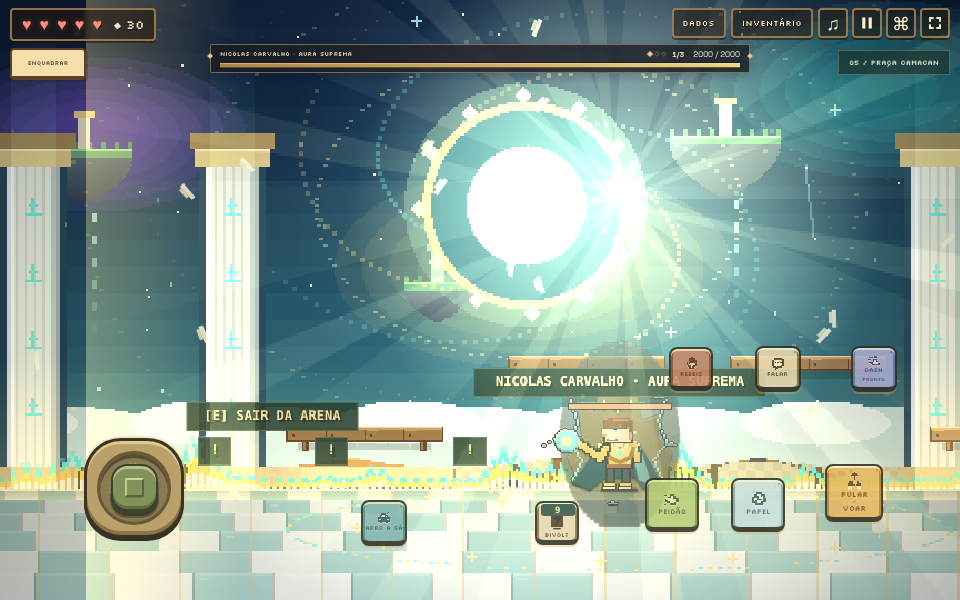 30
DADOS
INVENTÁRIO
ENQUADRAR
NICOLAS CARVALHO · AURA SUPREMA
1/3
2000 / 2000
05 / PRAÇA CAMACAN
NICOLAS CARVALHO · AURA SUPREMA
FALAR
DASH
PRONTO
[E] SAIR DA ARENA
!
!
!
9
BIVOLT
PEIDÃO
PAPEL
PULAR
VOAR